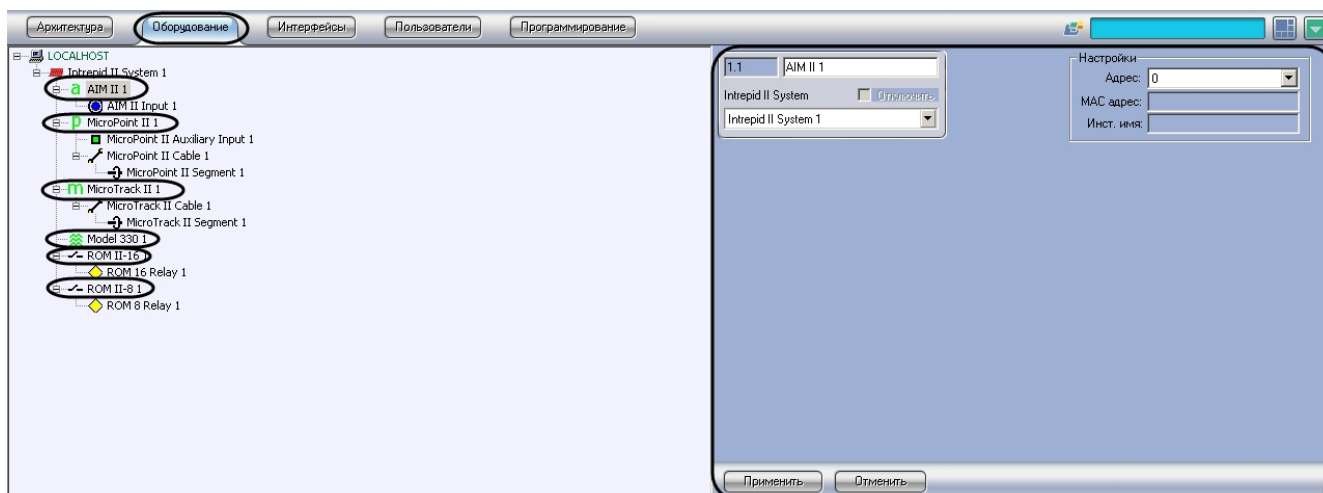 Архитектура Оборудование Интерфейсы Пользователи Программирование
LOCALHOST
Intrepid II System 1
a AIM II 1
AIM II Input 1
p MicroPoint II 1
MicroPoint II Auxiliary Input 1
MicroPoint II Cable 1
MicroPoint II Segment 1
m MicroTrack II 1
MicroTrack II Cable 1
MicroTrack II Segment 1
Model 330 1
ROM II-16 1
ROM 16 Relay 1
ROM II-8 1
ROM 8 Relay 1
1.1 AIM II 1
Intrepid II System Отключить
Intrepid II System 1
Настройки
Адрес: 0
MAC адрес:
Инст. имя:
Применить Отменить